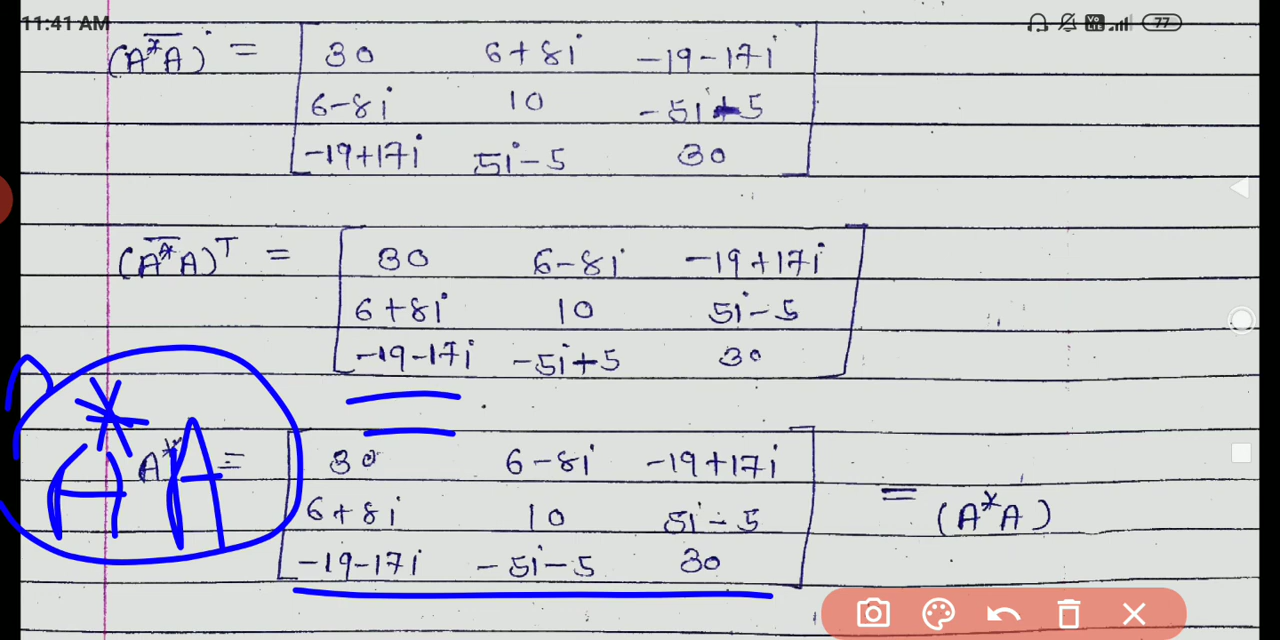 11:41 AM 77
(A̅*̅A̅) =
30 6+8i -19-17i
6-8i 10 -5i+5
-19+17i 5i-5 30
(A̅*̅A)ᵀ =
30 6-8i -19+17i
6+8i 10 5i-5
-19-17i -5i+5 30
A*A =
30 6-8i -19+17i
6+8i 10 5i-5
-19-17i -5i-5 30
= (A*A)